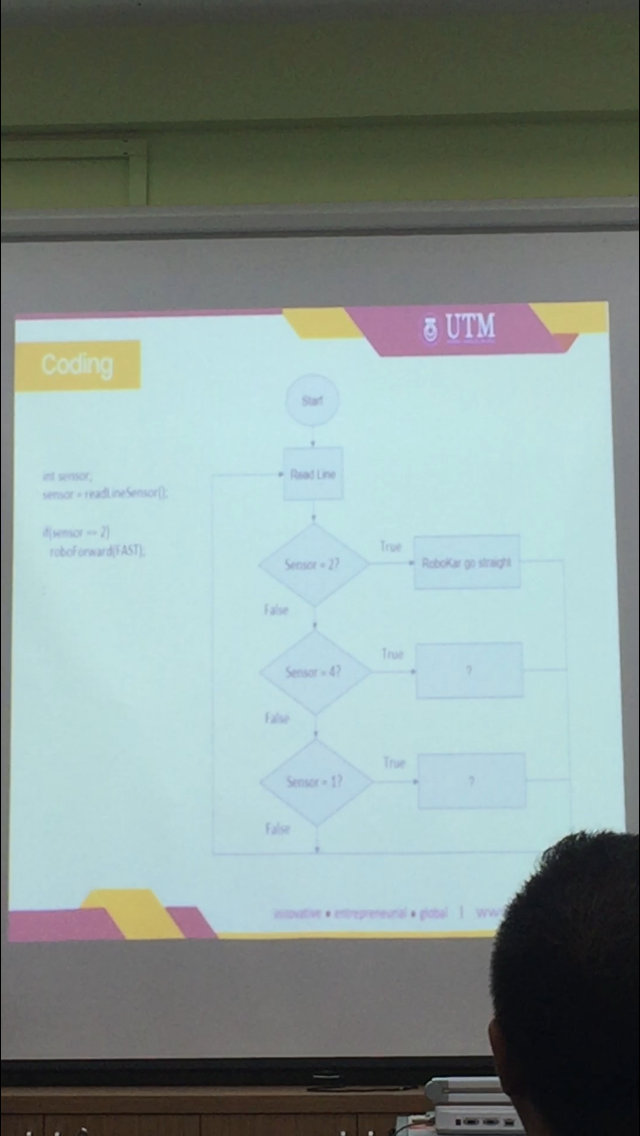 UTM
Coding
Start
Read Line
int sensor;
sensor = readLineSensor();
if(sensor == 2)
roboForward(FAST);
Sensor = 2?
True
RoboKar go straight
False
Sensor = 4?
True
?
False
Sensor = 1?
True
?
False
innovative ● entrepreneurial ● global | www